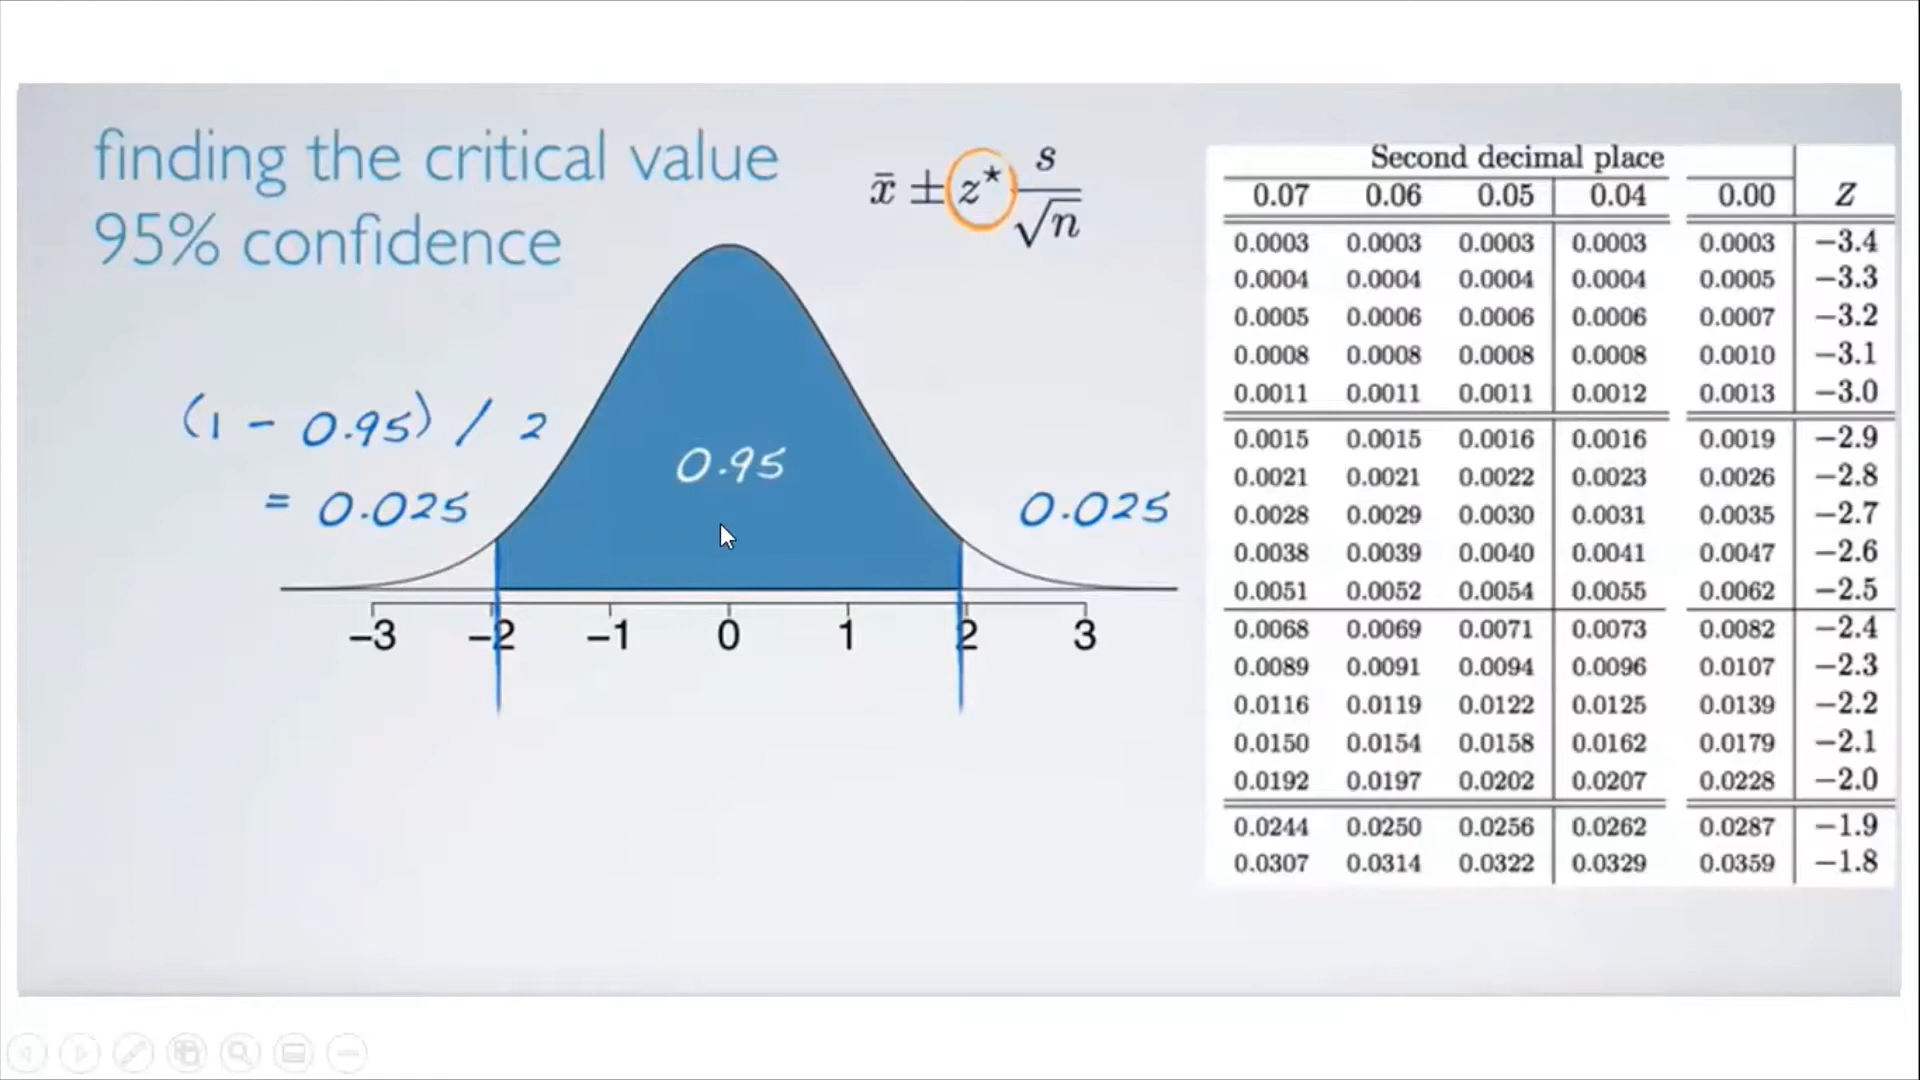 finding the critical value
95% confidence
x̄ ± z* s/√n
(1 - 0.95) / 2
= 0.025
0.95
0.025
−3 −2 −1 0 1 2 3
Second decimal place
0.07 0.06 0.05 0.04 0.00 Z
0.0003 0.0003 0.0003 0.0003 0.0003 −3.4
0.0004 0.0004 0.0004 0.0004 0.0005 −3.3
0.0005 0.0006 0.0006 0.0006 0.0007 −3.2
0.0008 0.0008 0.0008 0.0008 0.0010 −3.1
0.0011 0.0011 0.0011 0.0012 0.0013 −3.0
0.0015 0.0015 0.0016 0.0016 0.0019 −2.9
0.0021 0.0021 0.0022 0.0023 0.0026 −2.8
0.0028 0.0029 0.0030 0.0031 0.0035 −2.7
0.0038 0.0039 0.0040 0.0041 0.0047 −2.6
0.0051 0.0052 0.0054 0.0055 0.0062 −2.5
0.0068 0.0069 0.0071 0.0073 0.0082 −2.4
0.0089 0.0091 0.0094 0.0096 0.0107 −2.3
0.0116 0.0119 0.0122 0.0125 0.0139 −2.2
0.0150 0.0154 0.0158 0.0162 0.0179 −2.1
0.0192 0.0197 0.0202 0.0207 0.0228 −2.0
0.0244 0.0250 0.0256 0.0262 0.0287 −1.9
0.0307 0.0314 0.0322 0.0329 0.0359 −1.8